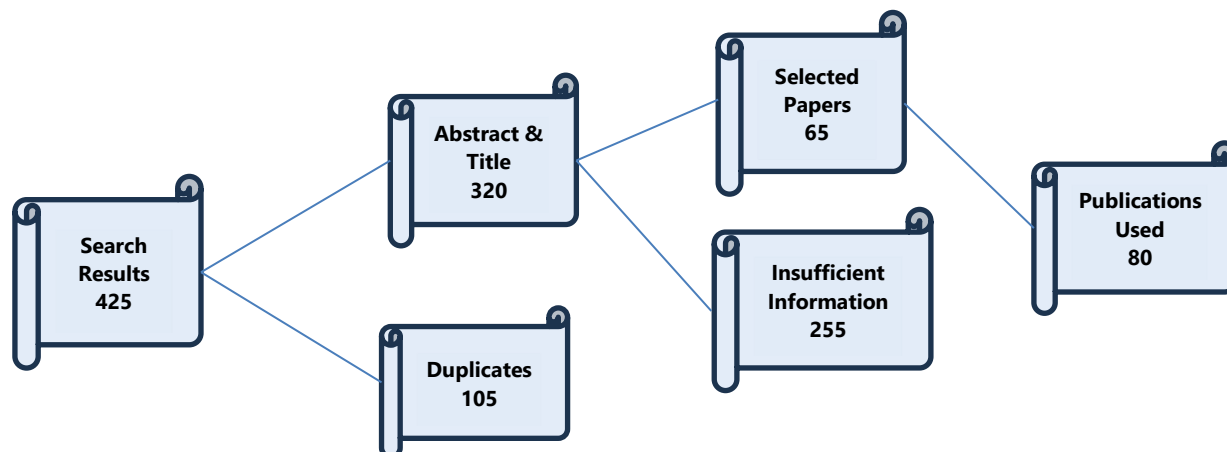 Search
Results
425
Abstract &
Title
320
Duplicates
105
Selected
Papers
65
Insufficient
Information
255
Publications
Used
80